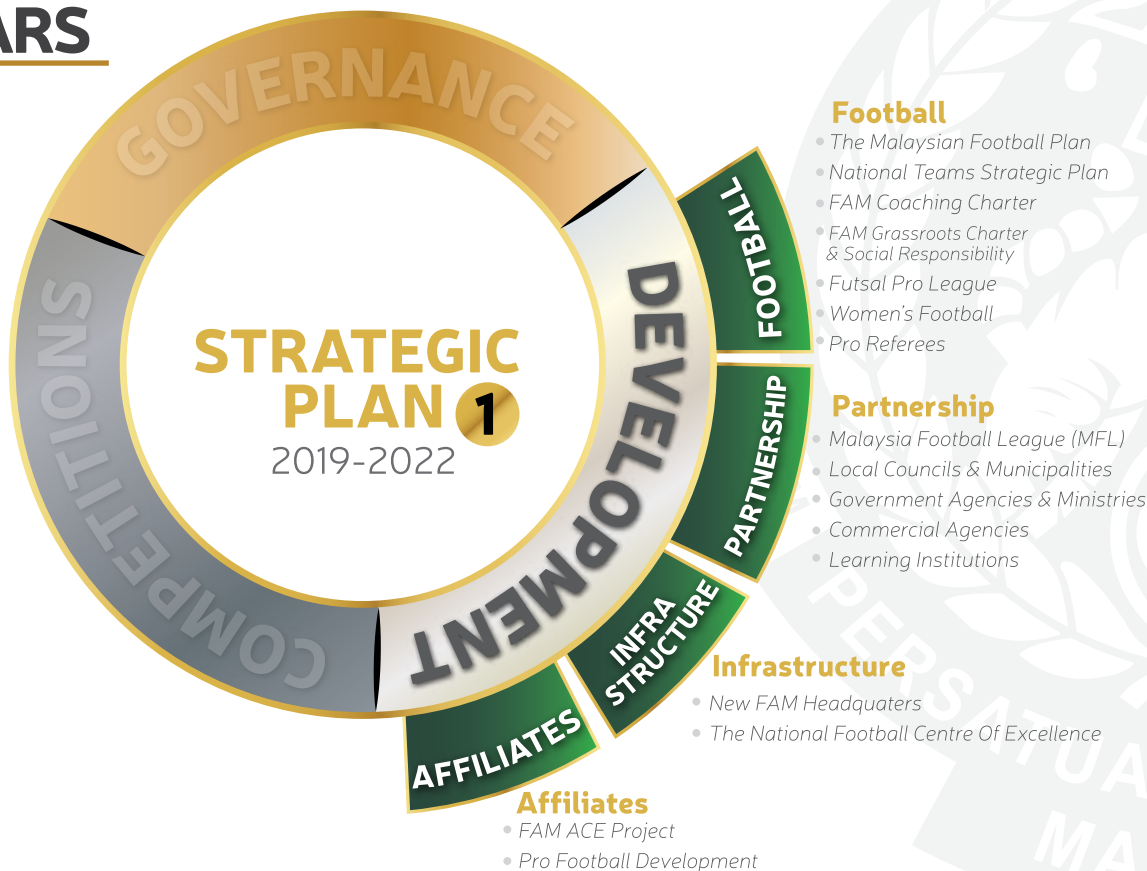 ARS
GOVERNANCE
COMPETITIONS
DEVELOPMENT
STRATEGIC
PLAN 1
2019-2022
FOOTBALL
PARTNERSHIP
INFRA
STRUCTURE
AFFILIATES
Football
• The Malaysian Football Plan
• National Teams Strategic Plan
• FAM Coaching Charter
• FAM Grassroots Charter
& Social Responsibility
• Futsal Pro League
• Women's Football
• Pro Referees
Partnership
• Malaysia Football League (MFL)
• Local Councils & Municipalities
• Government Agencies & Ministries
• Commercial Agencies
• Learning Institutions
Infrastructure
• New FAM Headquaters
• The National Football Centre Of Excellence
Affiliates
• FAM ACE Project
• Pro Football Development
PERSATUA
MA